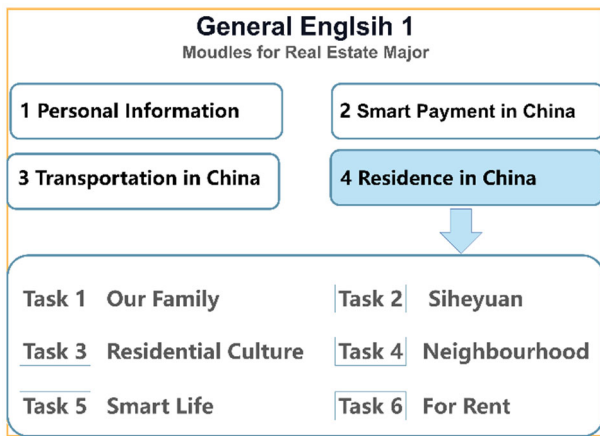 General Englsih 1
Moudles for Real Estate Major
1 Personal Information
2 Smart Payment in China
3 Transportation in China
4 Residence in China
Task 1 Our Family
Task 2 Siheyuan
Task 3 Residential Culture
Task 4 Neighbourhood
Task 5 Smart Life
Task 6 For Rent